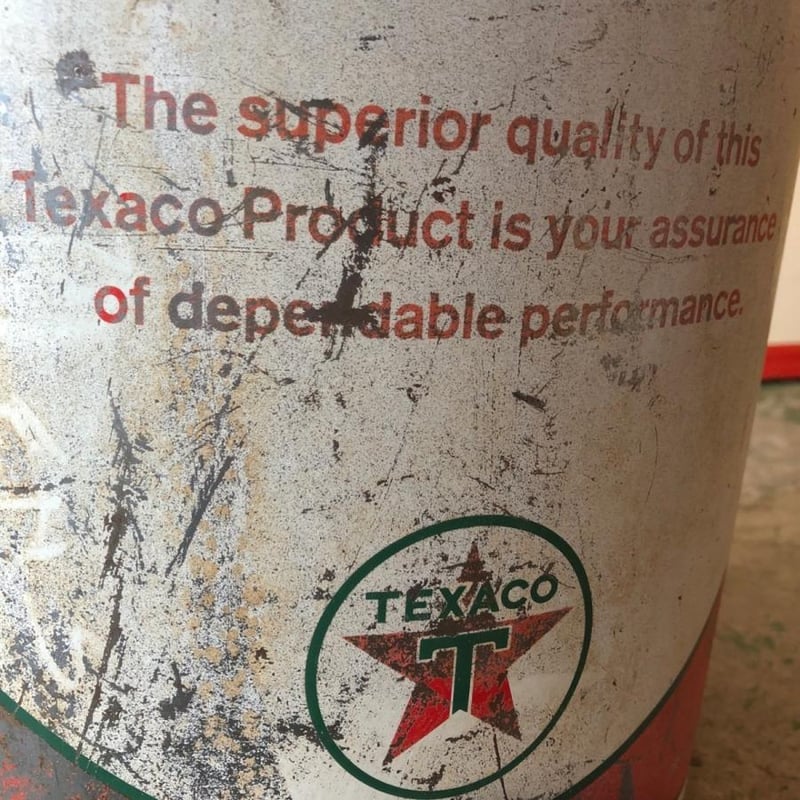 The superior quality of this
Texaco Product is your assurance
of dependable performance.
TEXACO
T